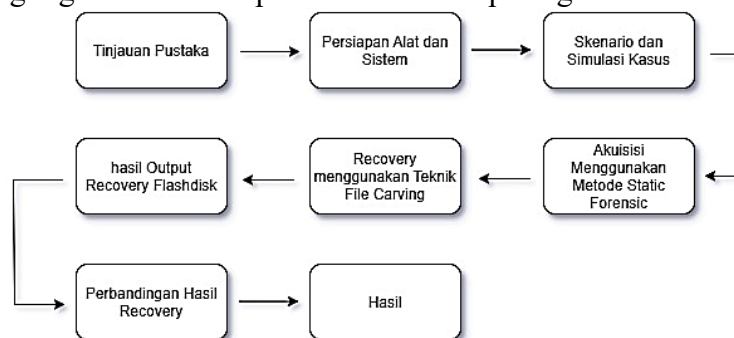 Tinjauan Pustaka
Persiapan Alat dan
Sistem
Skenario dan
Simulasi Kasus
Akuisisi
Menggunakan
Metode Static
Forensic
Recovery
menggunakan Teknik
File Carving
hasil Output
Recovery Flashdisk
Perbandingan Hasil
Recovery
Hasil